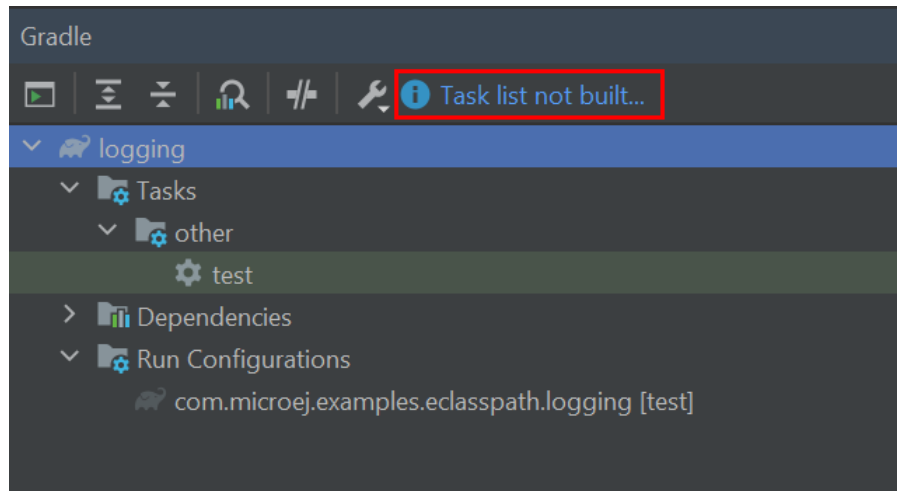 Gradle
Task list not built...
logging
Tasks
other
test
Dependencies
Run Configurations
com.microej.examples.eclasspath.logging [test]